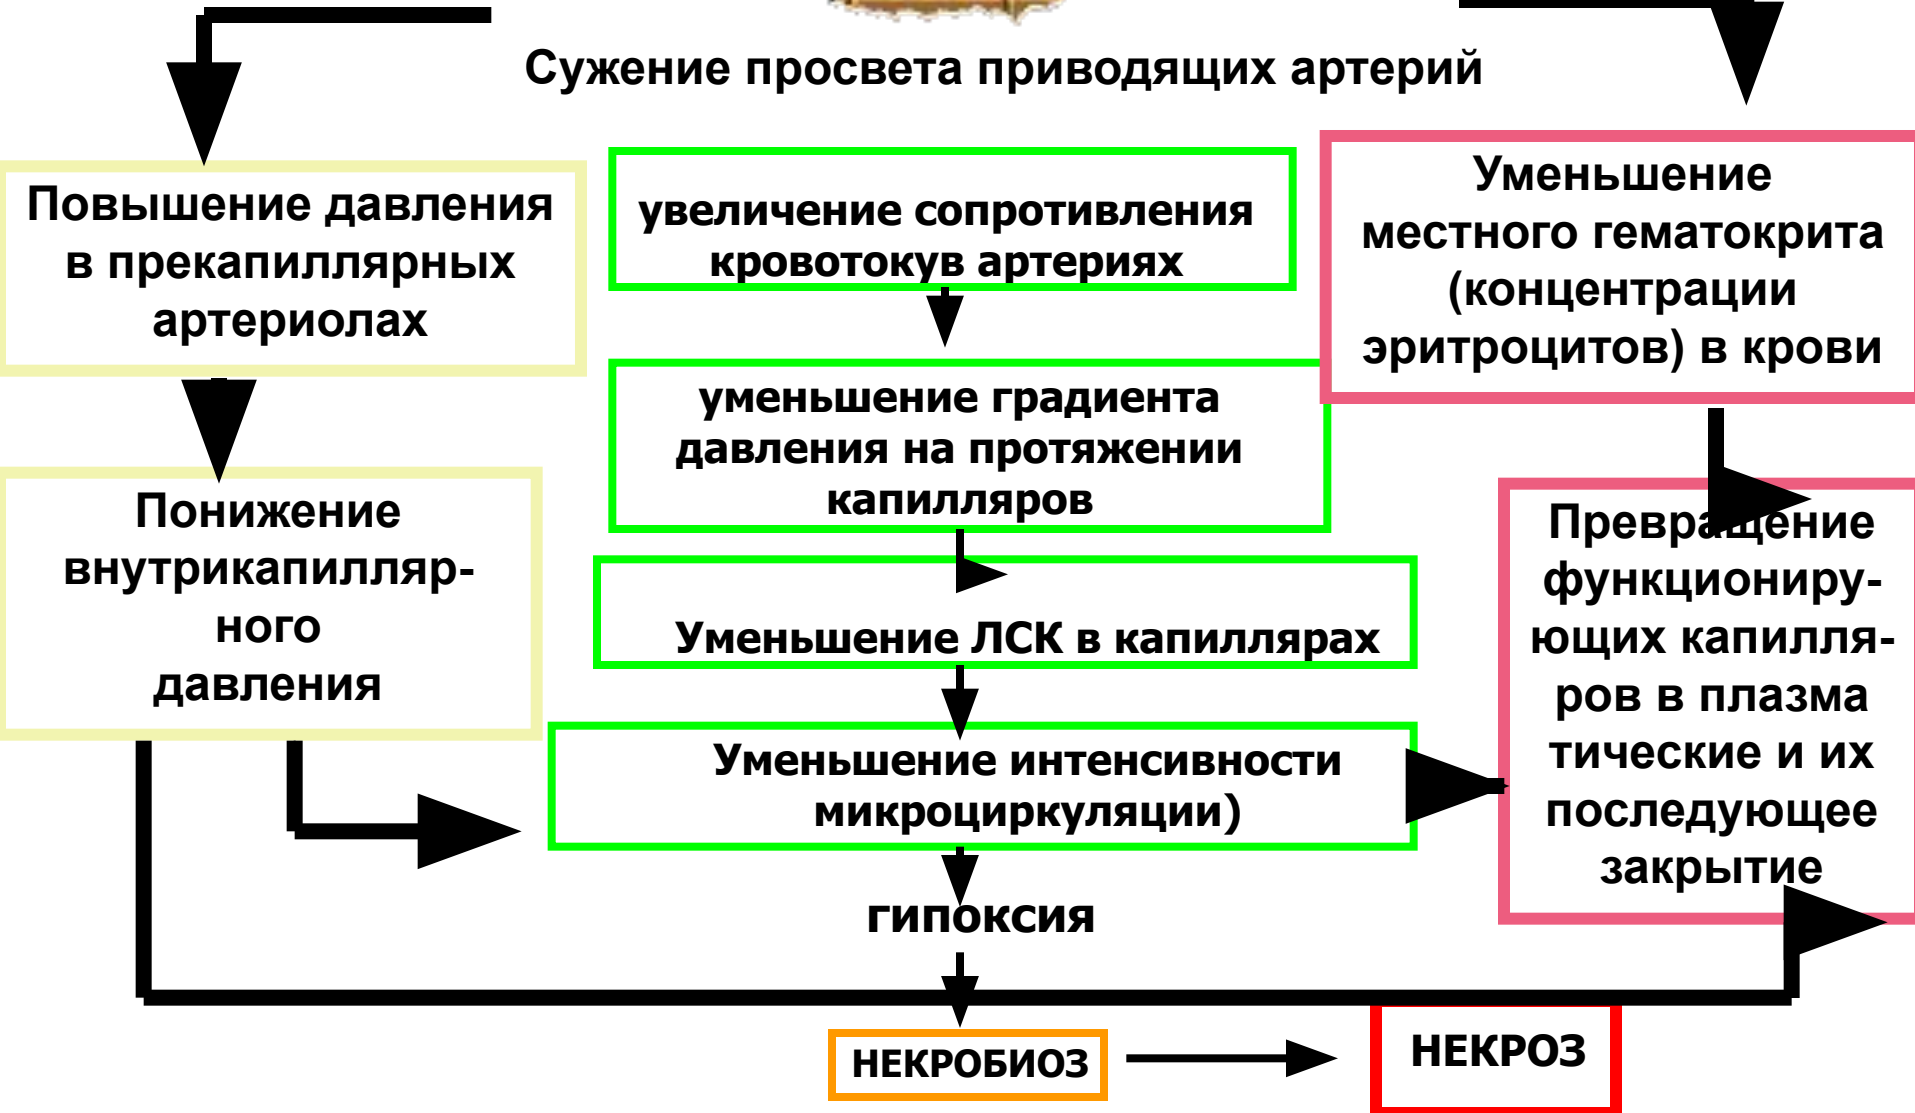 Сужение просвета приводящих артерий
Повышение давления
в прекапиллярных
артериолах
Понижение
внутрикапилляр-
ного
давления
увеличение сопротивления
кровотокув артериях
уменьшение градиента
давления на протяжении
капилляров
Уменьшение ЛСК в капиллярах
Уменьшение интенсивности
микроциркуляции)
гипоксия
НЕКРОБИОЗ
НЕКРОЗ
Уменьшение
местного гематокрита
(концентрации
эритроцитов) в крови
Превращение
функциониру-
ющих капилля-
ров в плазма
тические и их
последующее
закрытие